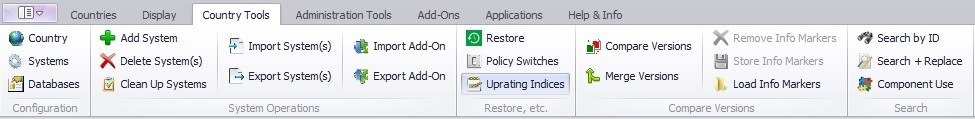 Countries Display Country Tools Administration Tools Add-Ons Applications Help & Info
Country Add System Import System(s) Import Add-On Restore Compare Versions Remove Info Markers Search by ID
Systems Delete System(s) Policy Switches Store Info Markers Search + Replace
Databases Clean Up Systems Export System(s) Export Add-On Uprating Indices Merge Versions Load Info Markers Component Use
Configuration System Operations Restore, etc. Compare Versions Search